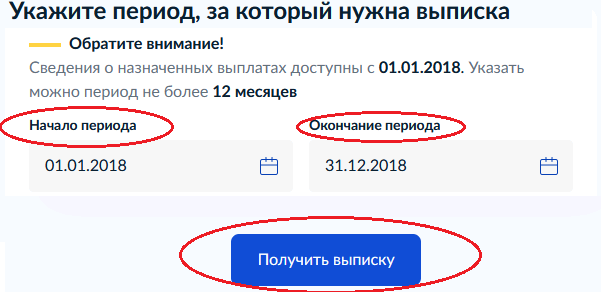 Укажите период, за который нужна выписка
Обратите внимание!
Сведения о назначенных выплатах доступны с 01.01.2018. Указать
можно период не более 12 месяцев
Начало периода
Окончание периода
01.01.2018
31.12.2018
Получить выписку